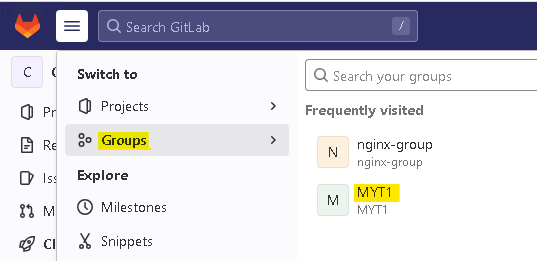 Search GitLab
/
C
Switch to
Projects
Groups
Explore
Milestones
Snippets
Search your groups
Frequently visited
N
nginx-group
nginx-group
M
MYT1
MYT1